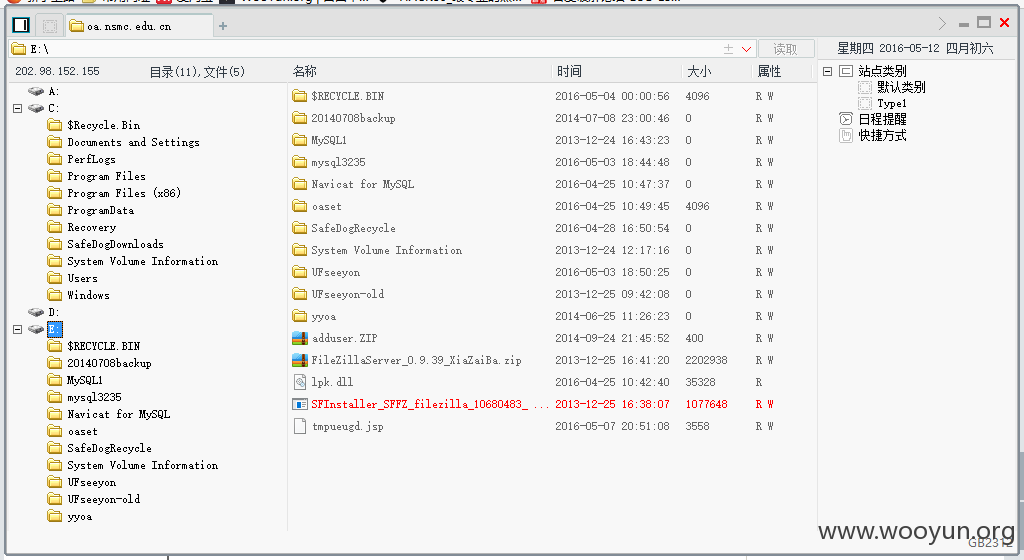 oa.nsmc.edu.cn
E:\
读取
星期四 2016-05-12 四月初六
202.98.152.155 目录(11),文件(5)
名称 时间 大小 属性
A:
C:
$Recycle.Bin
Documents and Settings
PerfLogs
Program Files
Program Files (x86)
ProgramData
Recovery
SafeDogDownloads
System Volume Information
Users
Windows
D:
E:
$RECYCLE.BIN
20140708backup
MySQL1
mysql3235
Navicat for MySQL
oaset
SafeDogRecycle
System Volume Information
UFseeyon
UFseeyon-old
yyoa
$RECYCLE.BIN 2016-05-04 00:00:56 4096 R W
20140708backup 2014-07-08 23:00:46 0 R W
MySQL1 2013-12-24 16:43:23 0 R W
mysql3235 2016-05-03 18:44:48 0 R W
Navicat for MySQL 2016-04-25 10:47:37 0 R W
oaset 2016-04-25 10:49:45 4096 R W
SafeDogRecycle 2016-04-28 16:50:54 0 R W
System Volume Information 2013-12-24 12:17:16 0 R W
UFseeyon 2016-05-03 18:50:25 0 R W
UFseeyon-old 2013-12-25 09:42:08 0 R W
yyoa 2014-06-25 11:26:23 0 R W
adduser.ZIP 2014-09-24 21:45:52 400 R W
FileZillaServer_0.9.39_XiaZaiBa.zip 2013-12-25 16:41:20 2202938 R W
lpk.dll 2016-04-25 10:42:40 35328 R
SFInstaller_SFFZ_filezilla_10680483_ ... 2013-12-25 16:38:07 1077648 R W
tmpueugd.jsp 2016-05-07 20:51:08 3558 R W
站点类别
默认类别
Type1
日程提醒
快捷方式
www.wooyun.org
GB2312